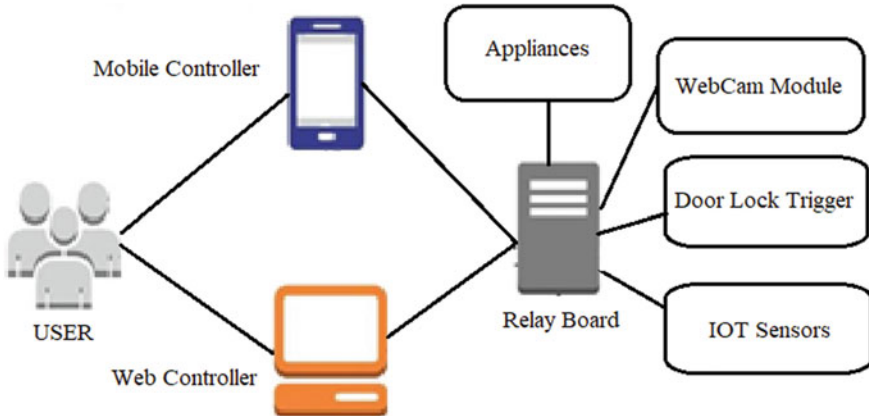 Mobile Controller
Appliances
WebCam Module
Door Lock Trigger
USER
Relay Board
IOT Sensors
Web Controller